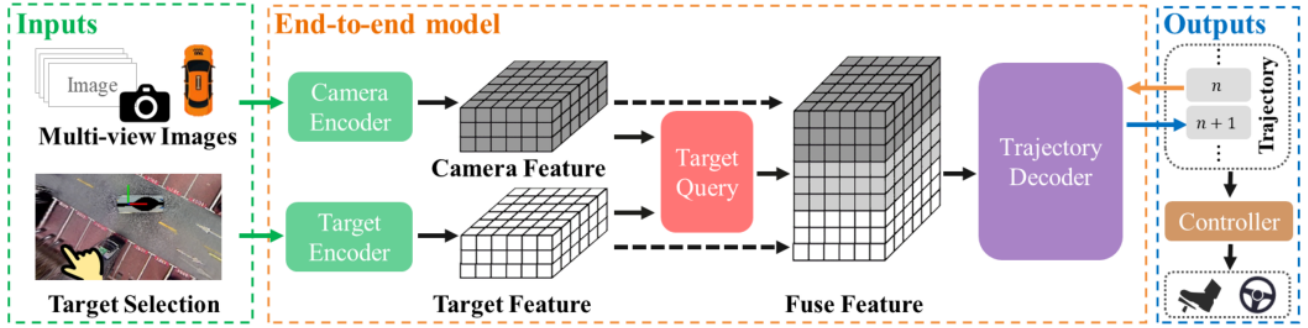 Inputs
Image
Multi-view Images
Target Selection
End-to-end model
Camera
Encoder
Camera Feature
Target
Encoder
Target Feature
Target
Query
Fuse Feature
Trajectory
Decoder
Outputs
n
n + 1
Trajectory
Controller